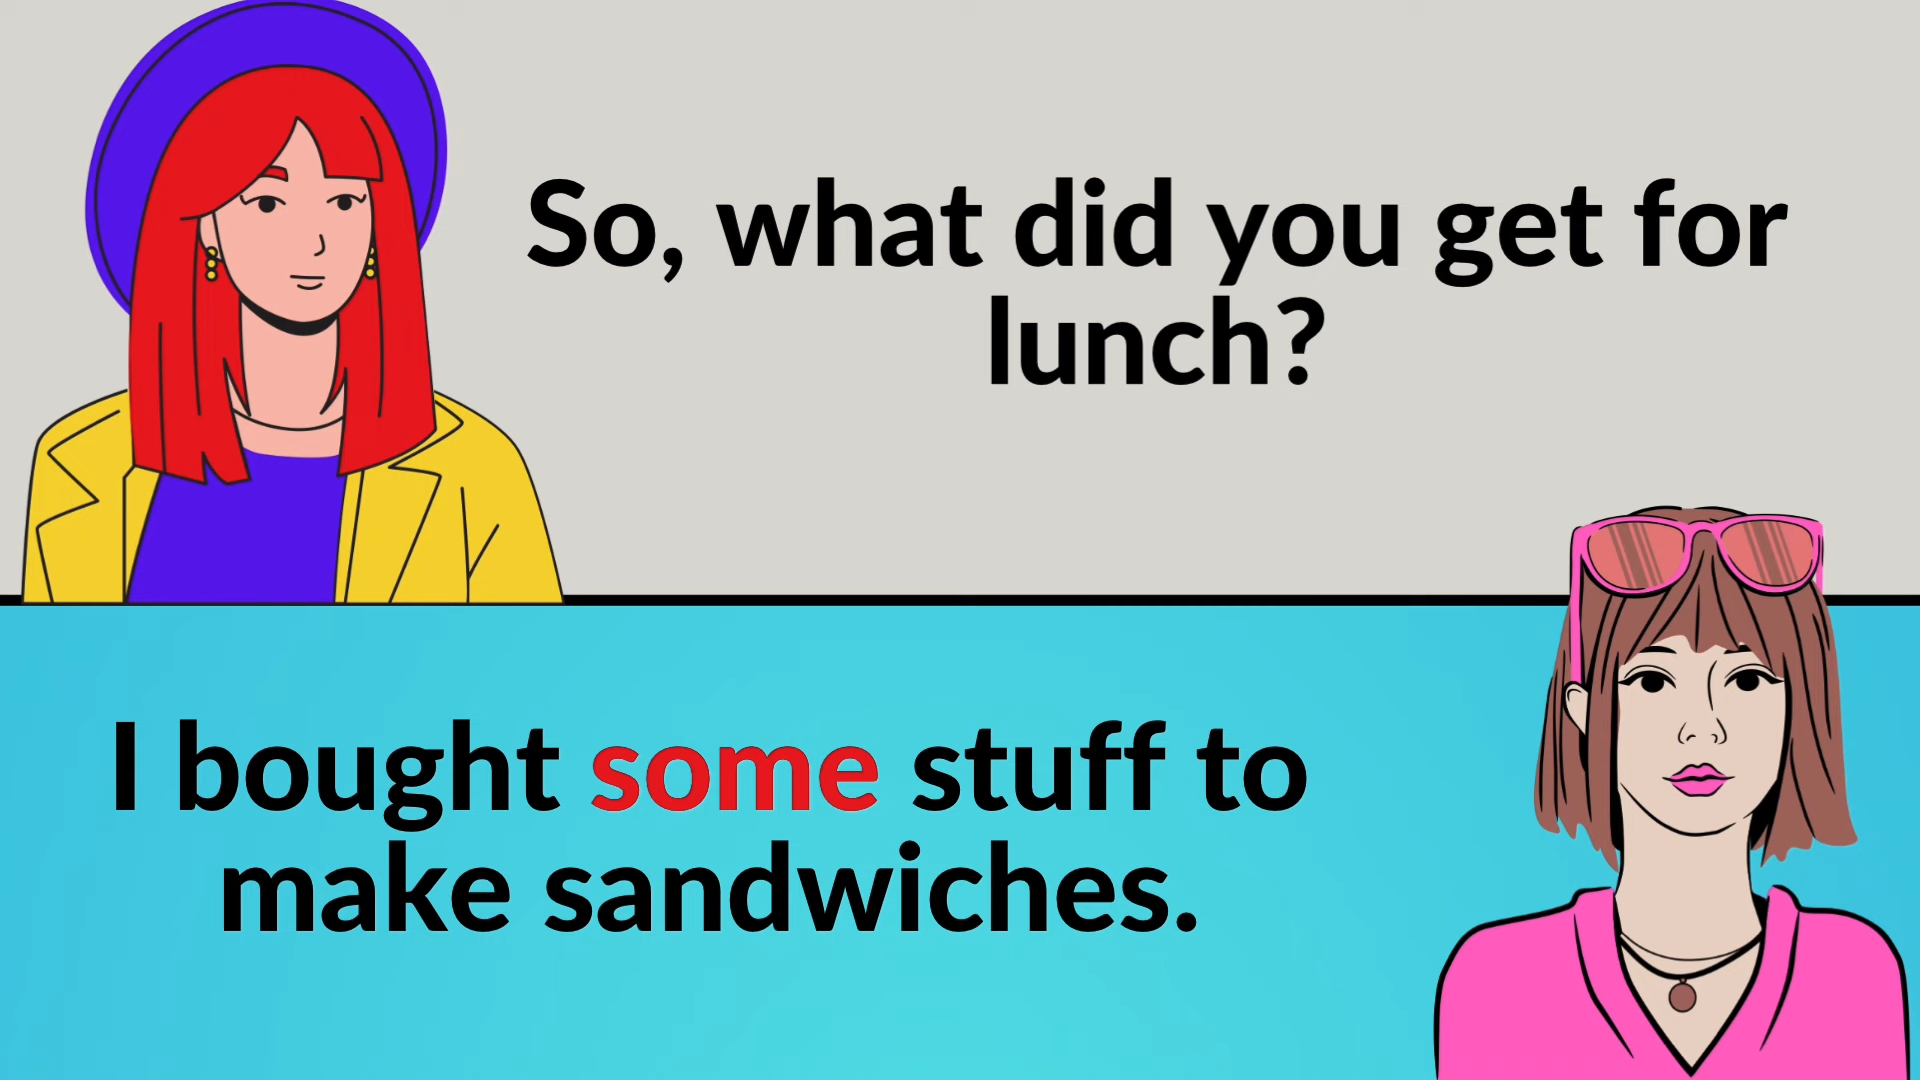 So, what did you get for
lunch?
I bought some stuff to
make sandwiches.